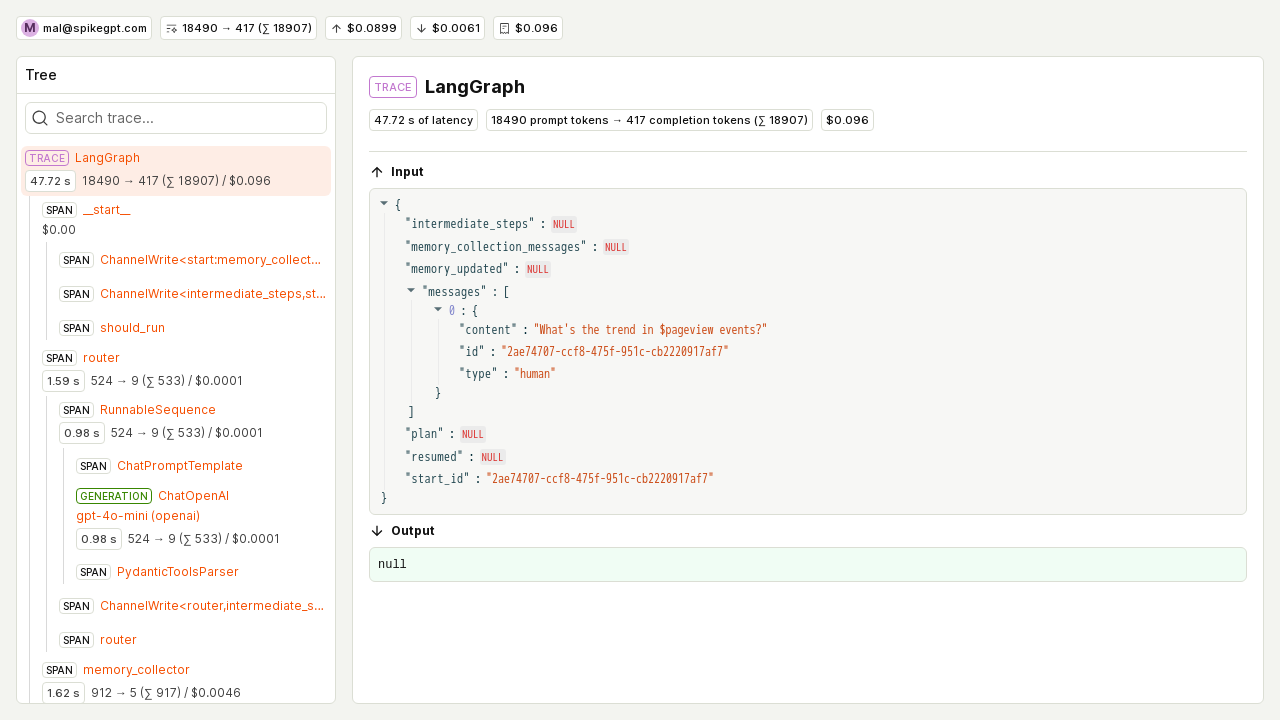 M mal@spikegpt.com 18490 → 417 (∑ 18907) ↑ $0.0899 ↓ $0.0061 $0.096
Tree
Search trace...
TRACE LangGraph
47.72 s 18490 → 417 (∑ 18907) / $0.096
SPAN __start__
$0.00
SPAN ChannelWrite<start:memory_collect...
SPAN ChannelWrite<intermediate_steps,st...
SPAN should_run
SPAN router
1.59 s 524 → 9 (∑ 533) / $0.0001
SPAN RunnableSequence
0.98 s 524 → 9 (∑ 533) / $0.0001
SPAN ChatPromptTemplate
GENERATION ChatOpenAI
gpt-4o-mini (openai)
0.98 s 524 → 9 (∑ 533) / $0.0001
SPAN PydanticToolsParser
SPAN ChannelWrite<router,intermediate_s...
SPAN router
SPAN memory_collector
1.62 s 912 → 5 (∑ 917) / $0.0046
TRACE LangGraph
47.72 s of latency 18490 prompt tokens → 417 completion tokens (∑ 18907) $0.096
↑ Input
{
"intermediate_steps" : NULL
"memory_collection_messages" : NULL
"memory_updated" : NULL
"messages" : [
0 : {
"content" : "What's the trend in $pageview events?"
"id" : "2ae74707-ccf8-475f-951c-cb2220917af7"
"type" : "human"
}
]
"plan" : NULL
"resumed" : NULL
"start_id" : "2ae74707-ccf8-475f-951c-cb2220917af7"
}
↓ Output
null